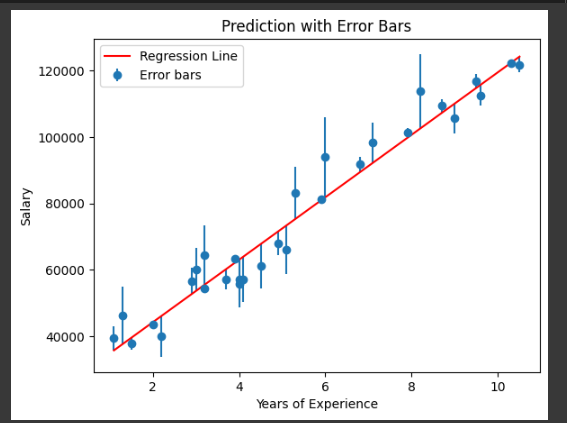 Prediction with Error Bars
Regression Line
Error bars
120000
100000
80000
60000
40000
Salary
2 4 6 8 10
Years of Experience